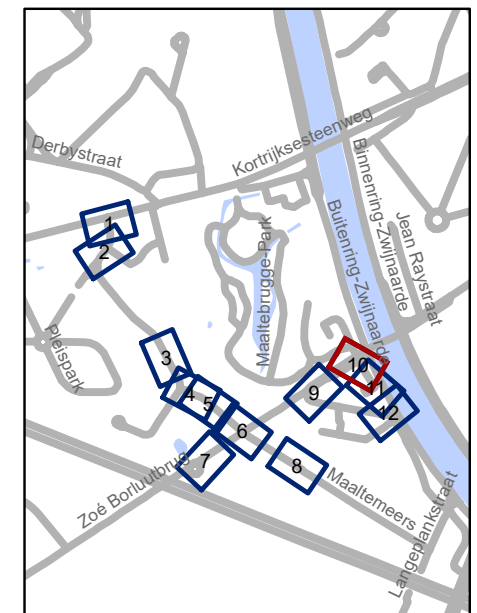 Derbystraat
Kortrijksesteenweg
Binnenring-Zwijnaarde
Buitenring-Zwijnaarde
Jean Raystraat
Maaltebrugge-Park
1
2
Pleispark
3
4
5
6
7
8
9
10
11
12
Zoé Borluutbrug
Maaltemeers
Langeplankstraat